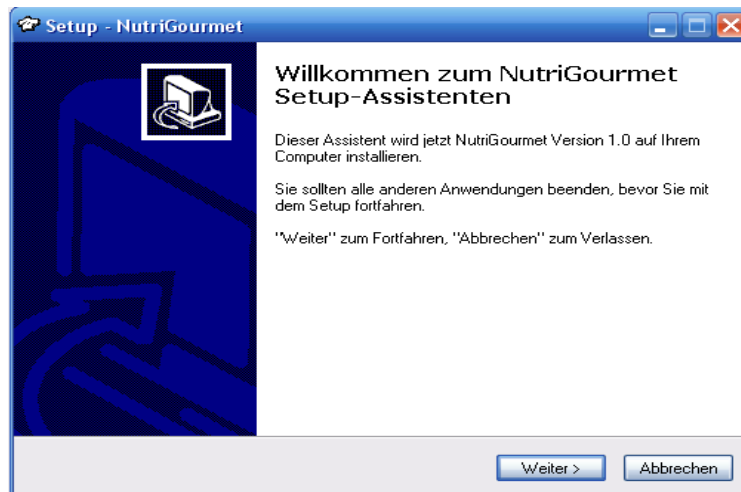 Setup - NutriGourmet
Willkommen zum NutriGourmet
Setup-Assistenten
Dieser Assistent wird jetzt NutriGourmet Version 1.0 auf Ihrem
Computer installieren.
Sie sollten alle anderen Anwendungen beenden, bevor Sie mit
dem Setup fortfahren.
"Weiter" zum Fortfahren, "Abbrechen" zum Verlassen.
Weiter > Abbrechen